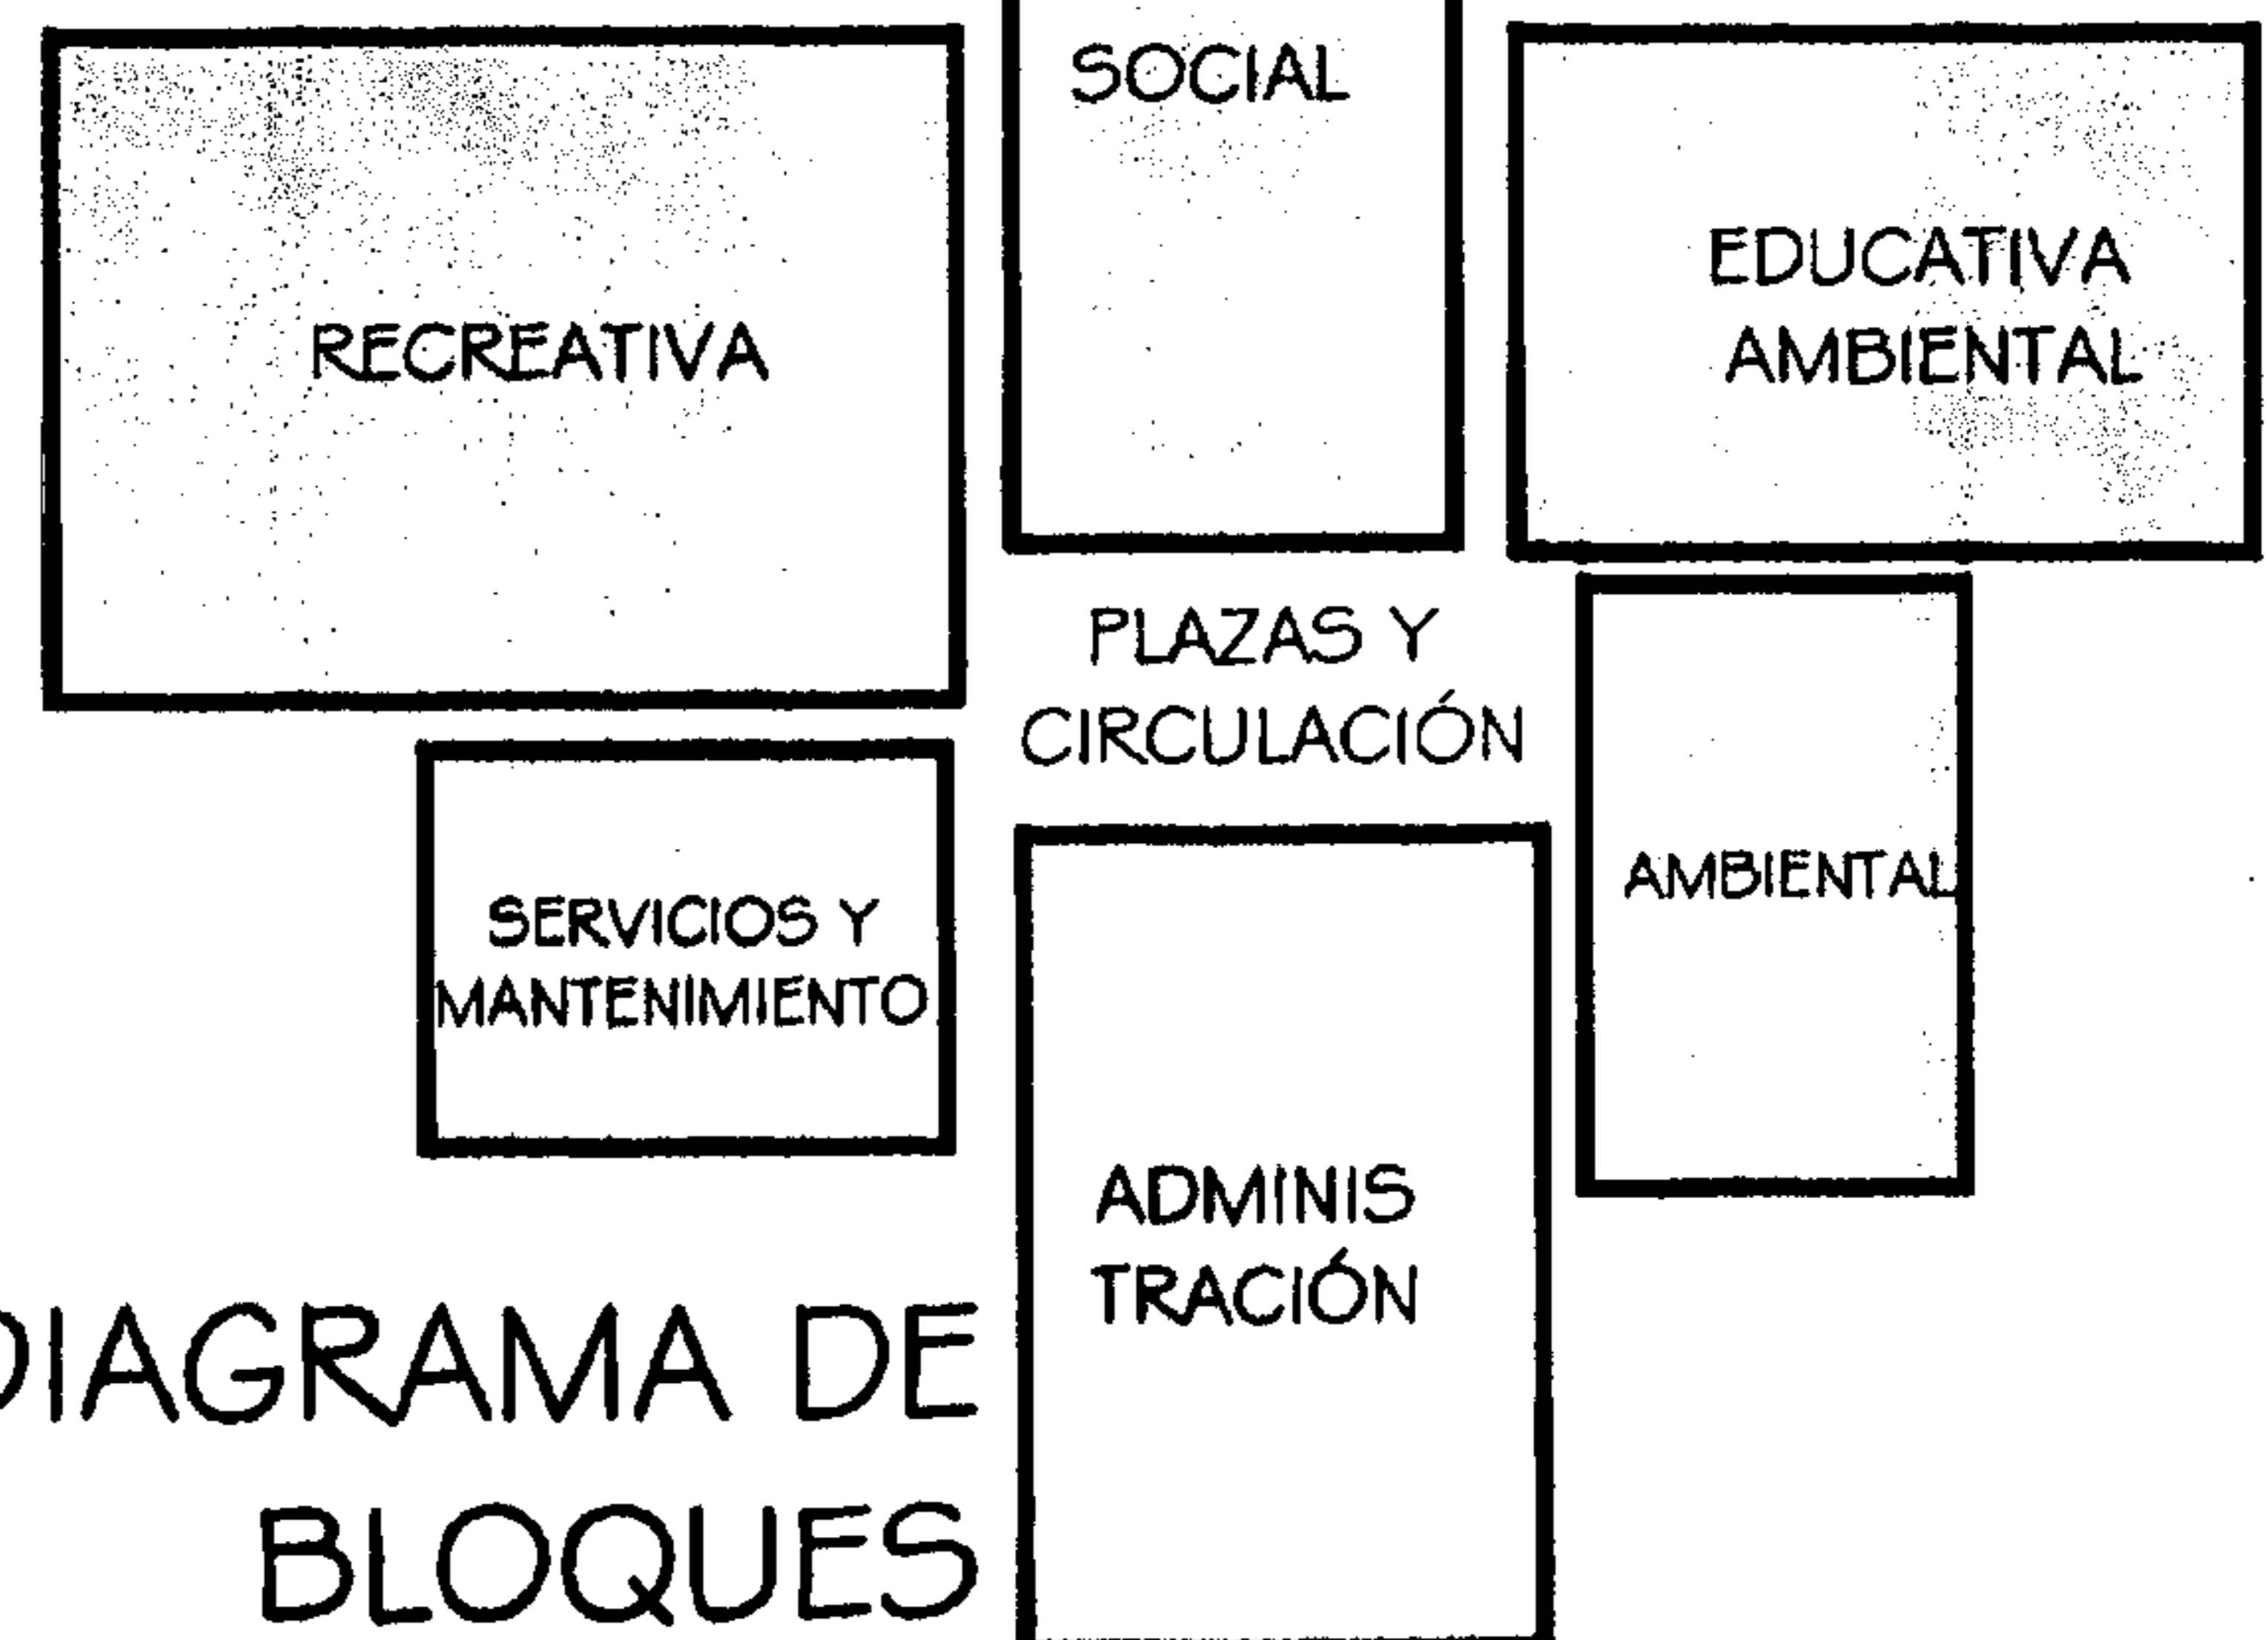 SOCIAL
RECREATIVA
EDUCATIVA
AMBIENTAL
PLAZAS Y
CIRCULACIÓN
SERVICIOS Y
MANTENIMIENTO
AMBIENTAL
ADMINIS
TRACIÓN
DIAGRAMA DE
BLOQUES